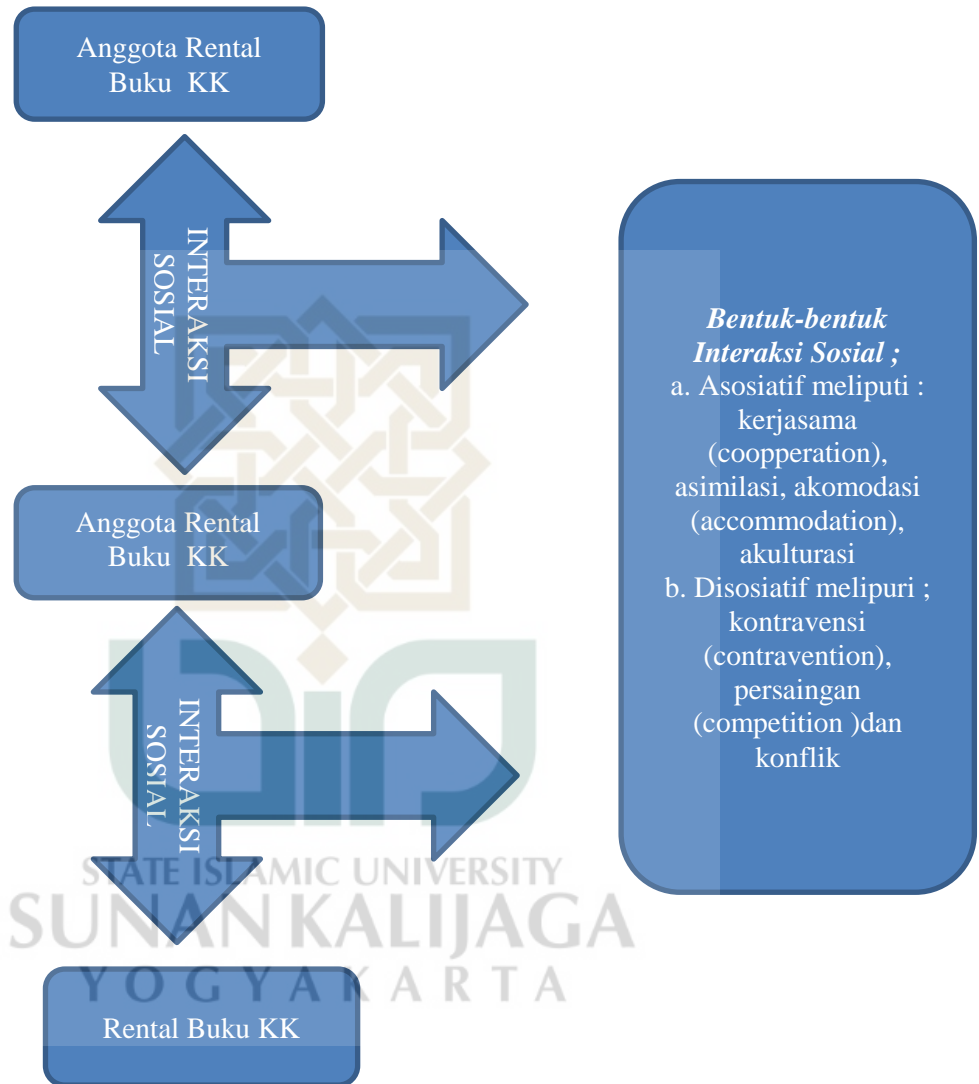 Anggota Rental
Buku KK
INTERAKSI
SOSIAL
Bentuk-bentuk
Interaksi Sosial ;
a. Asosiatif meliputi :
kerjasama
(coopperation),
asimilasi, akomodasi
(accommodation),
akulturasi
b. Disosiatif melipuri ;
kontravensi
(contravention),
persaingan
(competition )dan
konflik
Anggota Rental
Buku KK
INTERAKSI
SOSIAL
STATE ISLAMIC UNIVERSITY
SUNAN KALIJAGA
YOGYAKARTA
Rental Buku KK